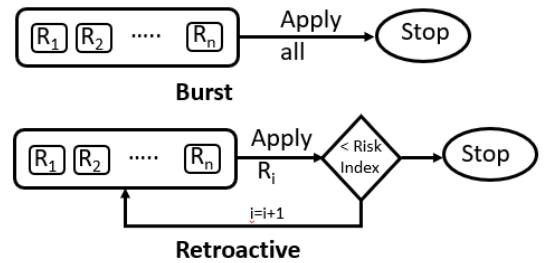 R1 R2 ..... Rn
Apply
all
Stop
Burst
R1 R2 ..... Rn
Apply
Ri
< Risk
Index
Stop
i=i+1
Retroactive